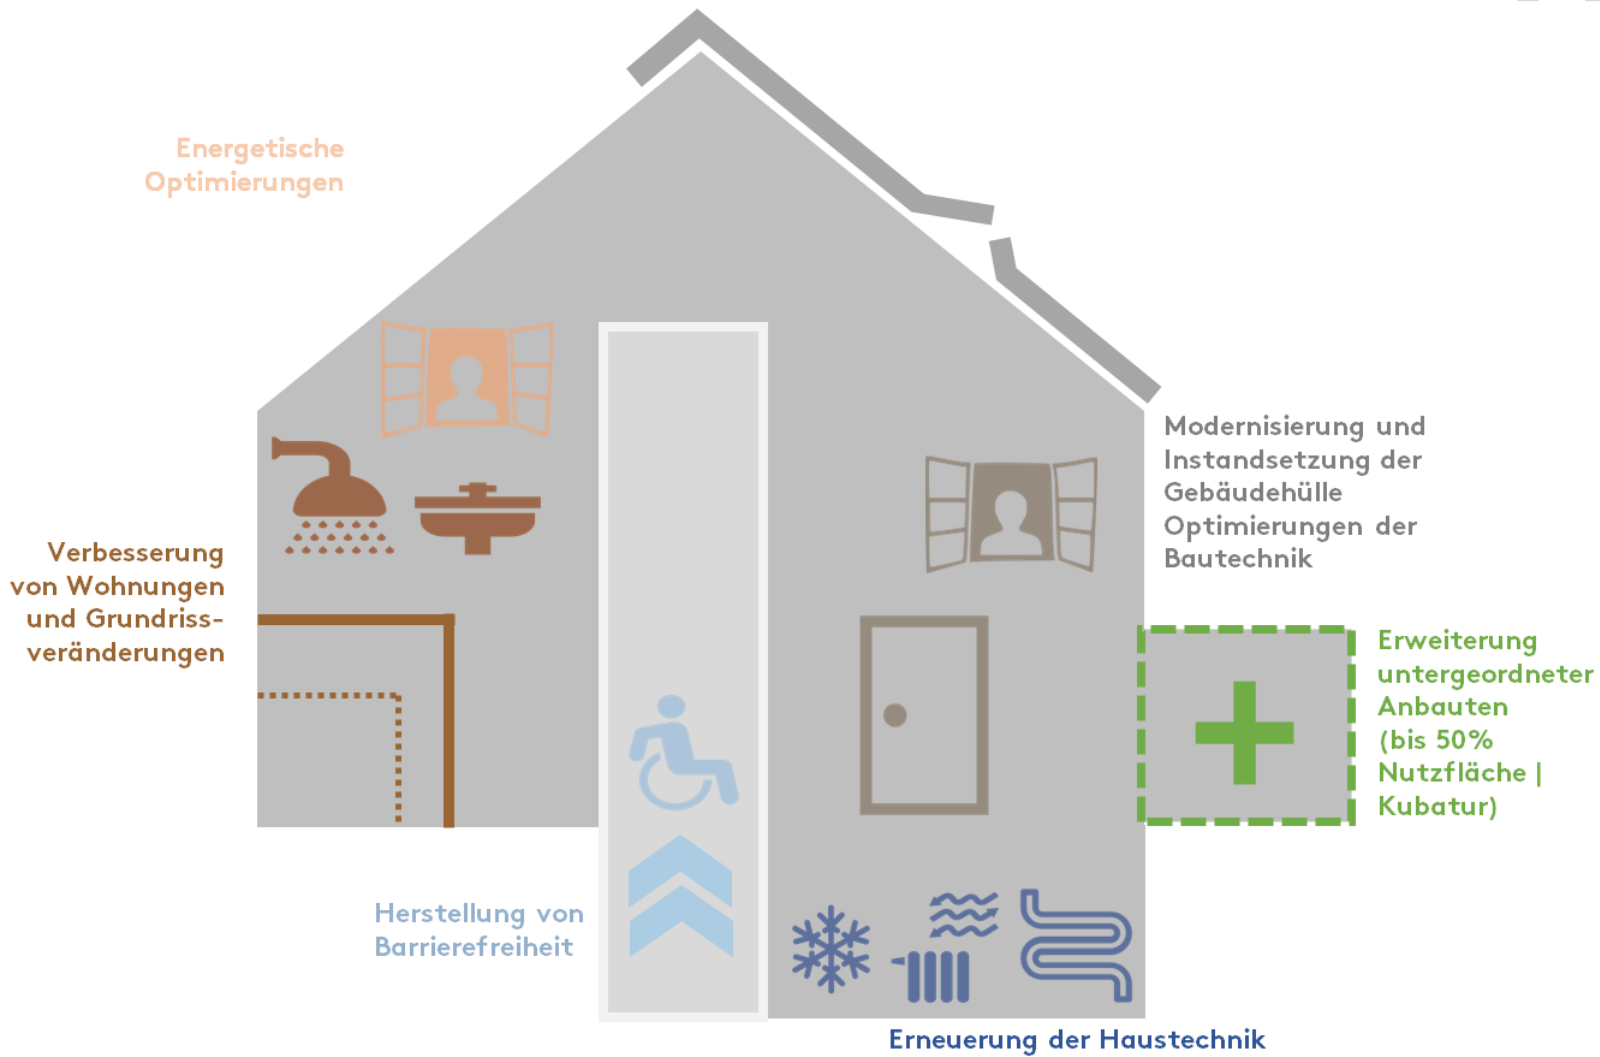 Energetische
Optimierungen
Modernisierung und
Instandsetzung der
Gebäudehülle
Optimierungen der
Bautechnik
Verbesserung
von Wohnungen
und Grundriss-
veränderungen
Erweiterung
untergeordneter
Anbauten
(bis 50%
Nutzfläche |
Kubatur)
Herstellung von
Barrierefreiheit
Erneuerung der Haustechnik